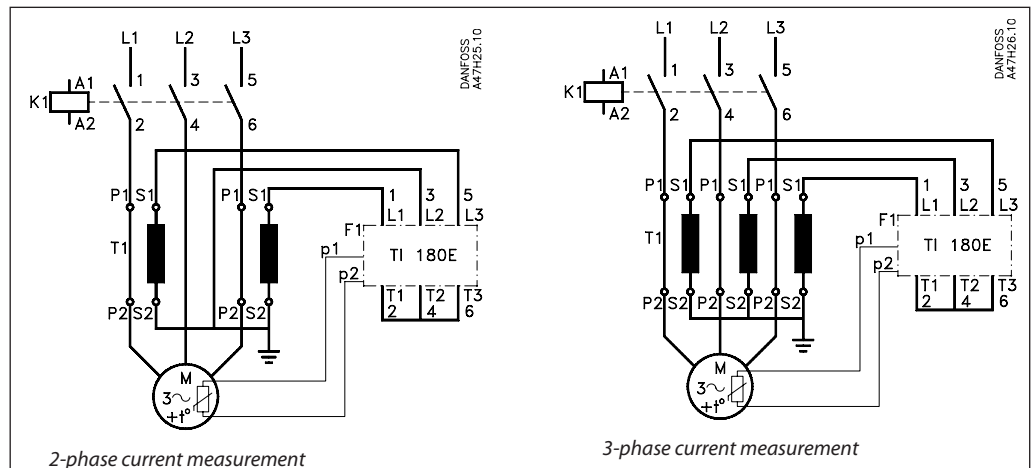 L1 L2 L3
DANFOSS
A47H25.10
K1 A1 1 3 5
A2 2 4 6
P1 S1 P1 S1 1 3 5
L1 L2 L3
F1
T1 p1 TI 180E
p2
P2 S2 P2 S2 T1 T2 T3
2 4 6
M
3
+t°
2-phase current measurement
L1 L2 L3
DANFOSS
A47H26.10
K1 A1 1 3 5
A2 2 4 6
P1 S1 P1 S1 P1 S1 1 3 5
L1 L2 L3
F1
T1 p1 TI 180E
p2
P2 S2 P2 S2 P2 S2 T1 T2 T3
2 4 6
M
3
+t°
3-phase current measurement